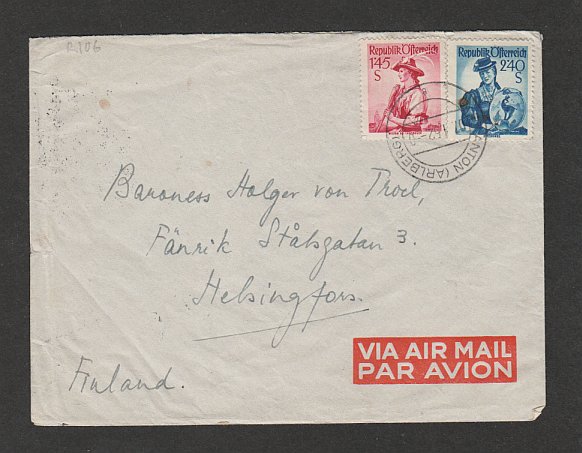 R106
Republik Österreich
1.45
S
Republik Österreich
2.40
S
ANTON (ARLBERG)
Baroness Holger von Troil,
Fänrik Stålsgatan 3.
Helsingfors.
Finland.
VIA AIR MAIL
PAR AVION